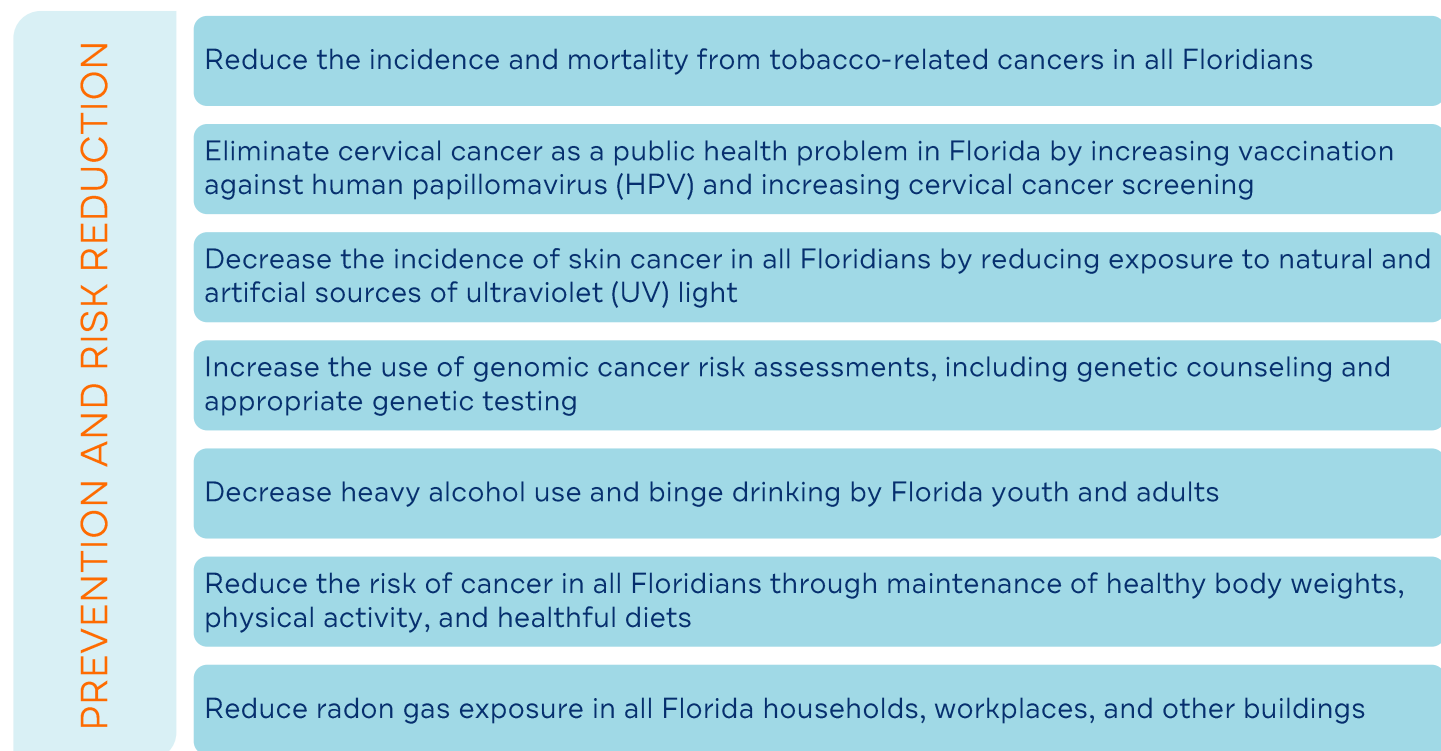 PREVENTION AND RISK REDUCTION
Reduce the incidence and mortality from tobacco-related cancers in all Floridians
Eliminate cervical cancer as a public health problem in Florida by increasing vaccination
against human papillomavirus (HPV) and increasing cervical cancer screening
Decrease the incidence of skin cancer in all Floridians by reducing exposure to natural and
artifcial sources of ultraviolet (UV) light
Increase the use of genomic cancer risk assessments, including genetic counseling and
appropriate genetic testing
Decrease heavy alcohol use and binge drinking by Florida youth and adults
Reduce the risk of cancer in all Floridians through maintenance of healthy body weights,
physical activity, and healthful diets
Reduce radon gas exposure in all Florida households, workplaces, and other buildings